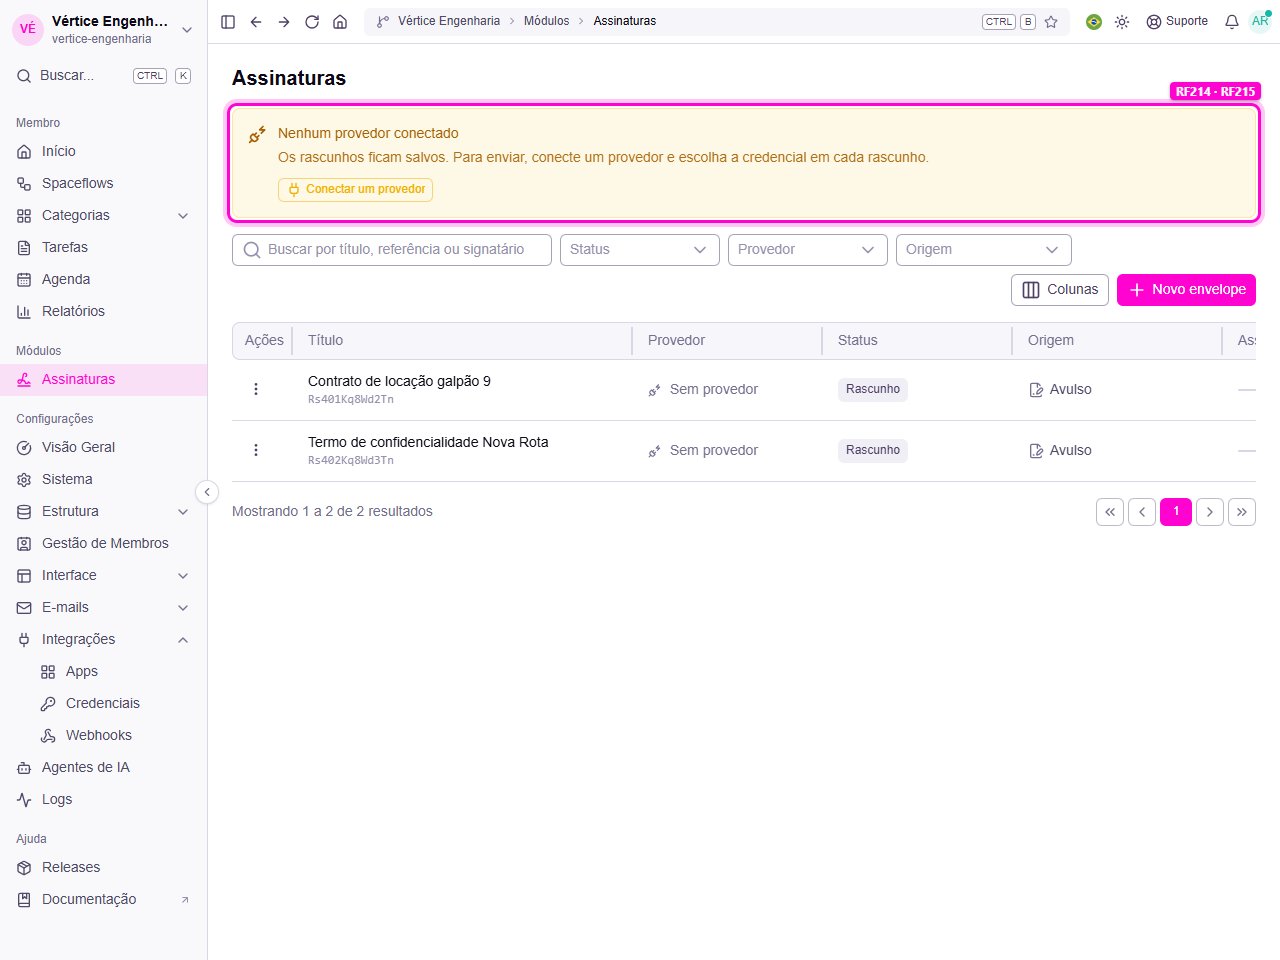 VÉ
Vértice Engenh...
vertice-engenharia
Buscar...
CTRL K
Membro
Início
Spaceflows
Categorias
Tarefas
Agenda
Relatórios
Módulos
Assinaturas
Configurações
Visão Geral
Sistema
Estrutura
Gestão de Membros
Interface
E-mails
Integrações
Apps
Credenciais
Webhooks
Agentes de IA
Logs
Ajuda
Releases
Documentação
Vértice Engenharia
Módulos
Assinaturas
CTRL B
Suporte
AR
Assinaturas
RF214 - RF215
Nenhum provedor conectado
Os rascunhos ficam salvos. Para enviar, conecte um provedor e escolha a credencial em cada rascunho.
Conectar um provedor
Buscar por título, referência ou signatário
Status
Provedor
Origem
Colunas
Novo envelope
Ações Título Provedor Status Origem Ass
Contrato de locação galpão 9
Rs401Kq8Wd2Tn
Sem provedor
Rascunho
Avulso
—
Termo de confidencialidade Nova Rota
Rs402Kq8Wd3Tn
Sem provedor
Rascunho
Avulso
—
Mostrando 1 a 2 de 2 resultados
1